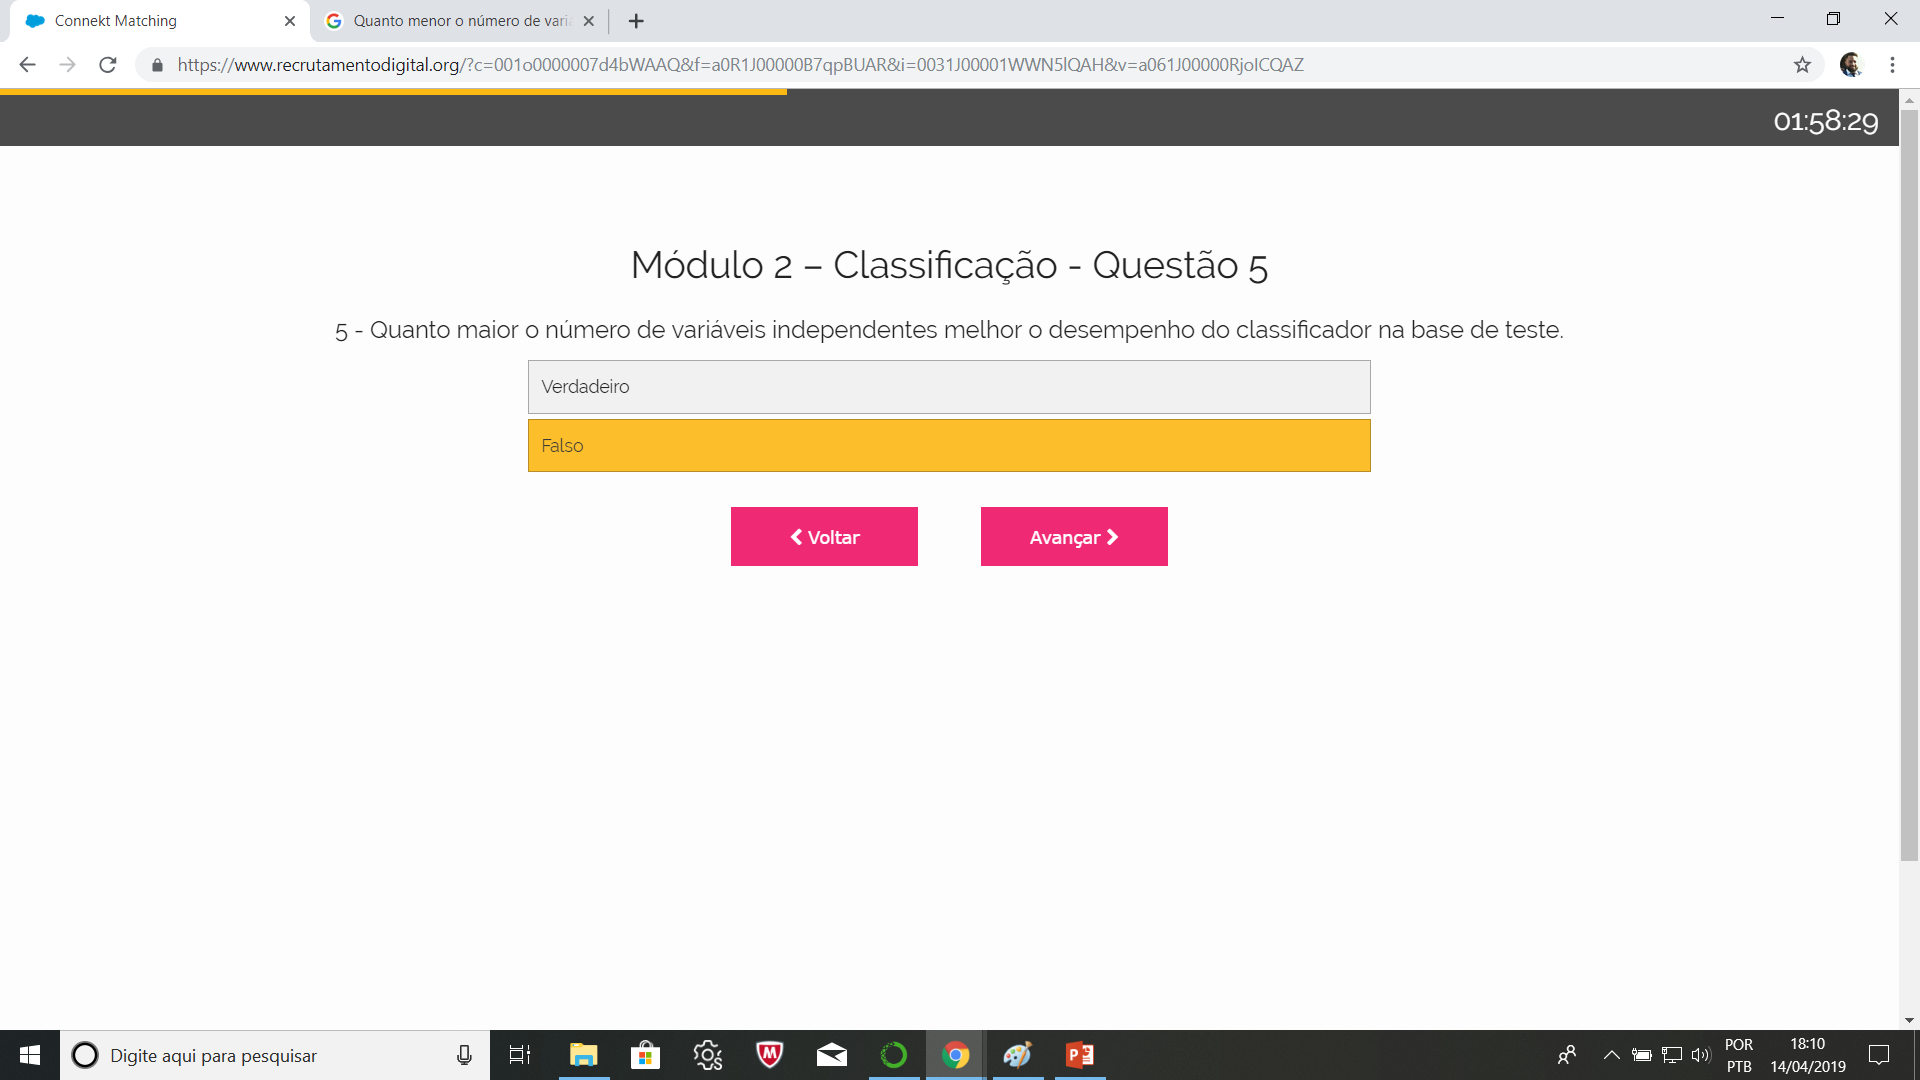 Connekt Matching
Quanto menor o número de variá
https://www.recrutamentodigital.org/?c=001o0000007d4bWAAQ&f=a0R1J00000B7qpBUAR&i=0031J00001WWN5lQAH&v=a061J00000RjoICQAZ
01:58:29
Módulo 2 – Classificação - Questão 5
5 - Quanto maior o número de variáveis independentes melhor o desempenho do classificador na base de teste.
Verdadeiro
Falso
Voltar
Avançar
Digite aqui para pesquisar
POR
PTB
18:10
14/04/2019